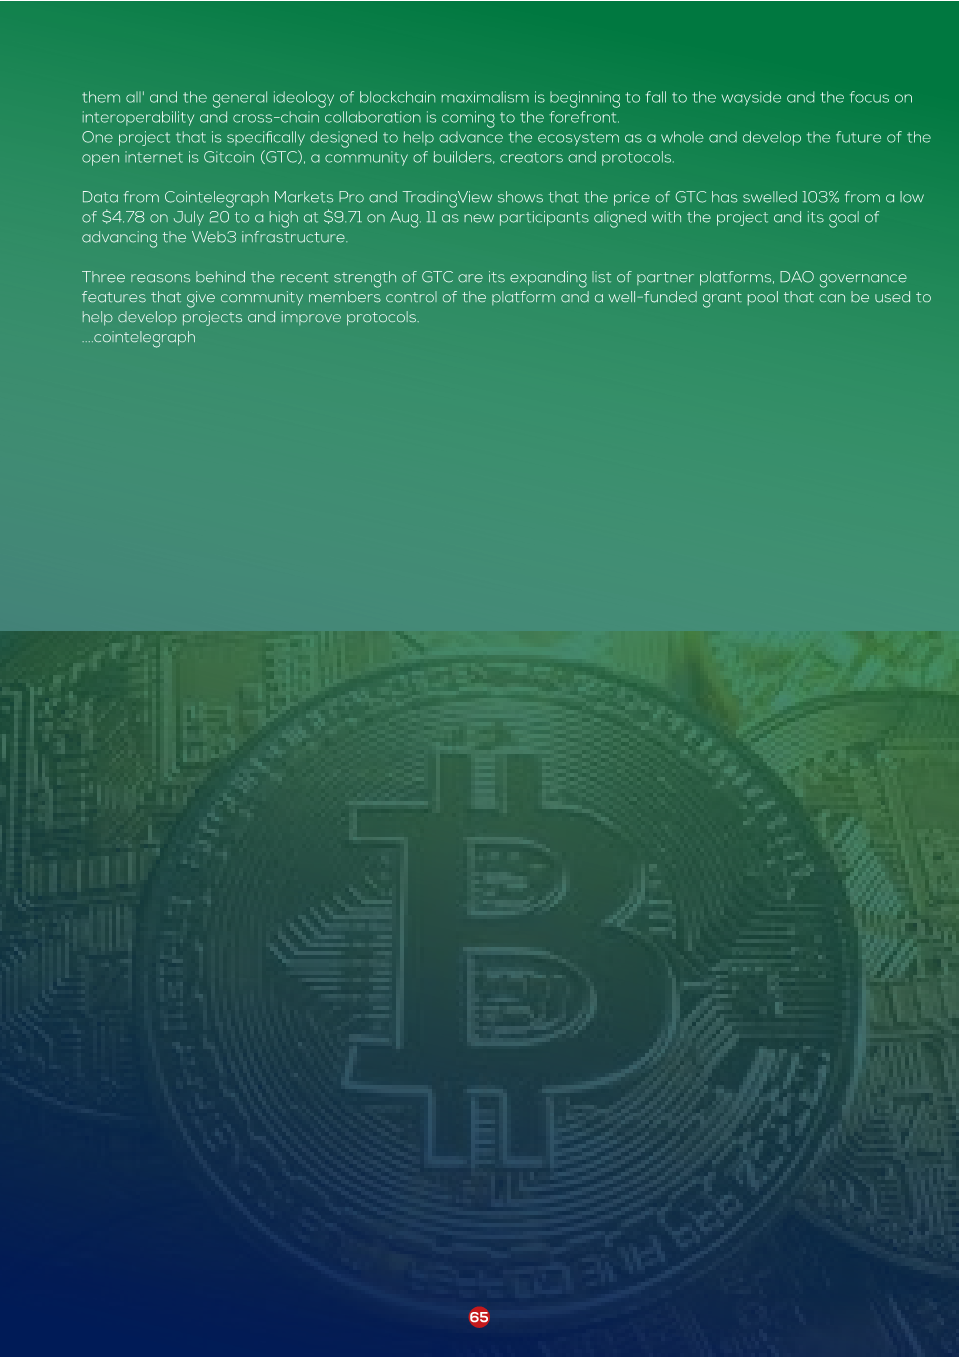 them all' and the general ideology of blockchain maximalism is beginning to fall to the wayside and the focus on
interoperability and cross-chain collaboration is coming to the forefront.
One project that is specifically designed to help advance the ecosystem as a whole and develop the future of the
open internet is Gitcoin (GTC), a community of builders, creators and protocols.
Data from Cointelegraph Markets Pro and TradingView shows that the price of GTC has swelled 103% from a low
of $4.78 on July 20 to a high at $9.71 on Aug. 11 as new participants aligned with the project and its goal of
advancing the Web3 infrastructure.
Three reasons behind the recent strength of GTC are its expanding list of partner platforms, DAO governance
features that give community members control of the platform and a well-funded grant pool that can be used to
help develop projects and improve protocols.
....cointelegraph
65